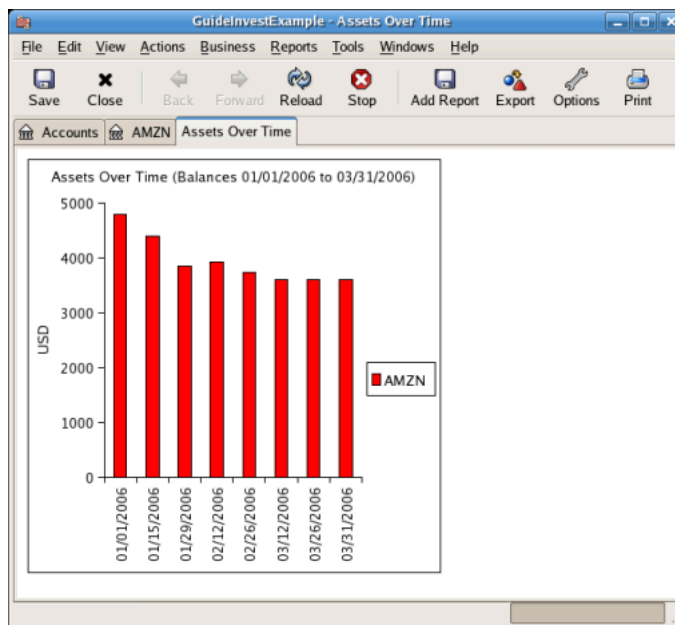 GuideInvestExample - Assets Over Time
File Edit View Actions Business Reports Tools Windows Help
Save Close Back Forward Reload Stop Add Report Export Options Print
Accounts AMZN Assets Over Time
Assets Over Time (Balances 01/01/2006 to 03/31/2006)
5000
4000
3000
2000
1000
0
USD
AMZN
01/01/2006
01/15/2006
01/29/2006
02/12/2006
02/26/2006
03/12/2006
03/26/2006
03/31/2006